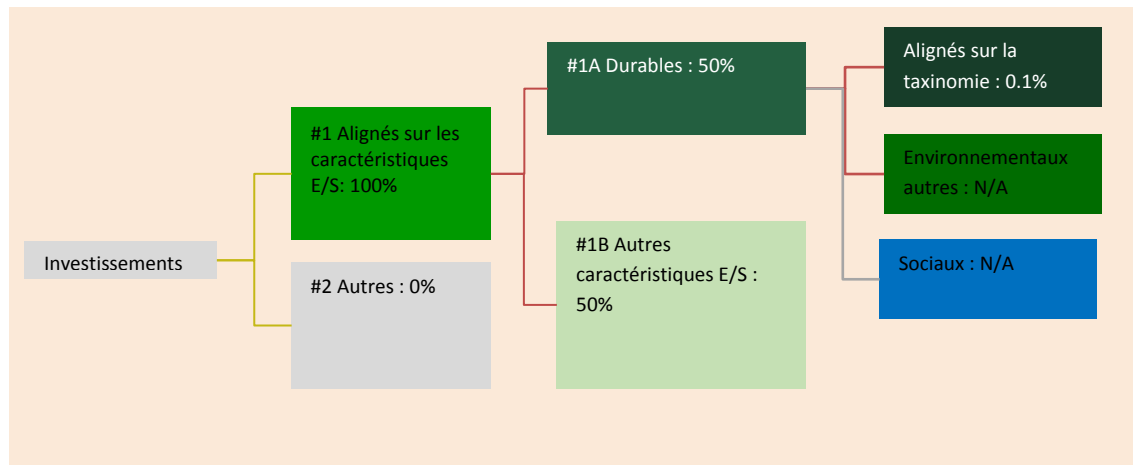 Investissements
#1 Alignés sur les
caractéristiques
E/S: 100%
#2 Autres : 0%
#1A Durables : 50%
#1B Autres
caractéristiques E/S :
50%
Alignés sur la
taxinomie : 0.1%
Environnementaux
autres : N/A
Sociaux : N/A